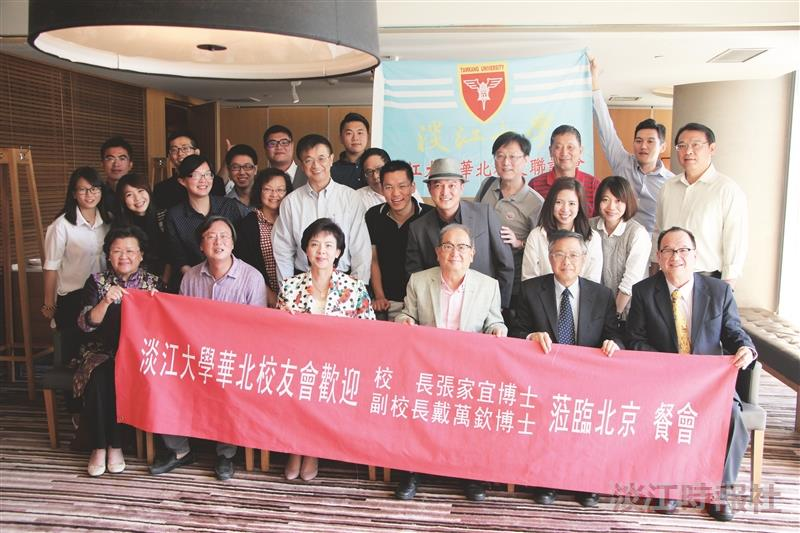 TAMKANG UNIVERSITY
淡江大學
淡江大學華北校友會歡迎 校 長張家宜博士 蒞臨北京 餐會
副校長戴萬欽博士
淡江時報社